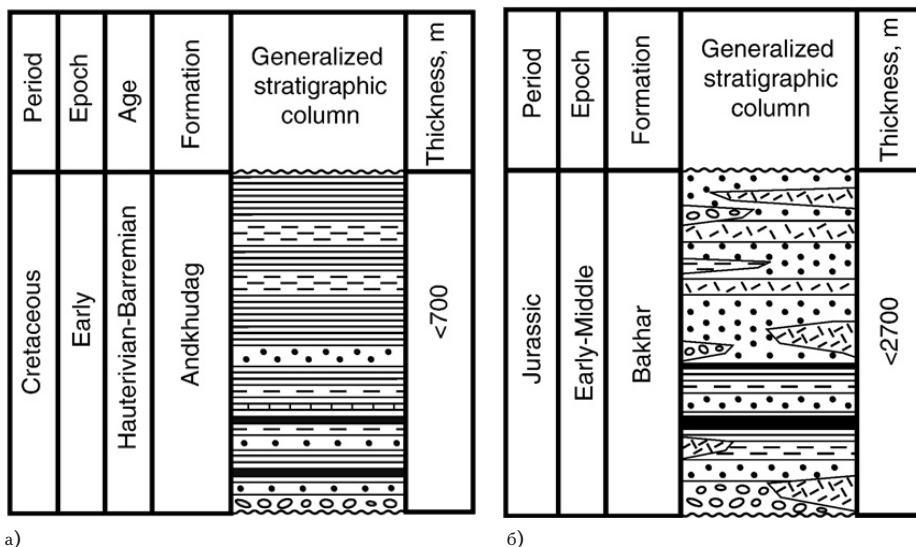 Period
Epoch
Age
Formation
Generalized
stratigraphic
column
Thickness, m
Cretaceous
Early
Hauterivian-Barremian
Andkhudag
<700
a)
Period
Epoch
Formation
Generalized
stratigraphic
column
Thickness, m
Jurassic
Early-Middle
Bakhar
<2700
б)